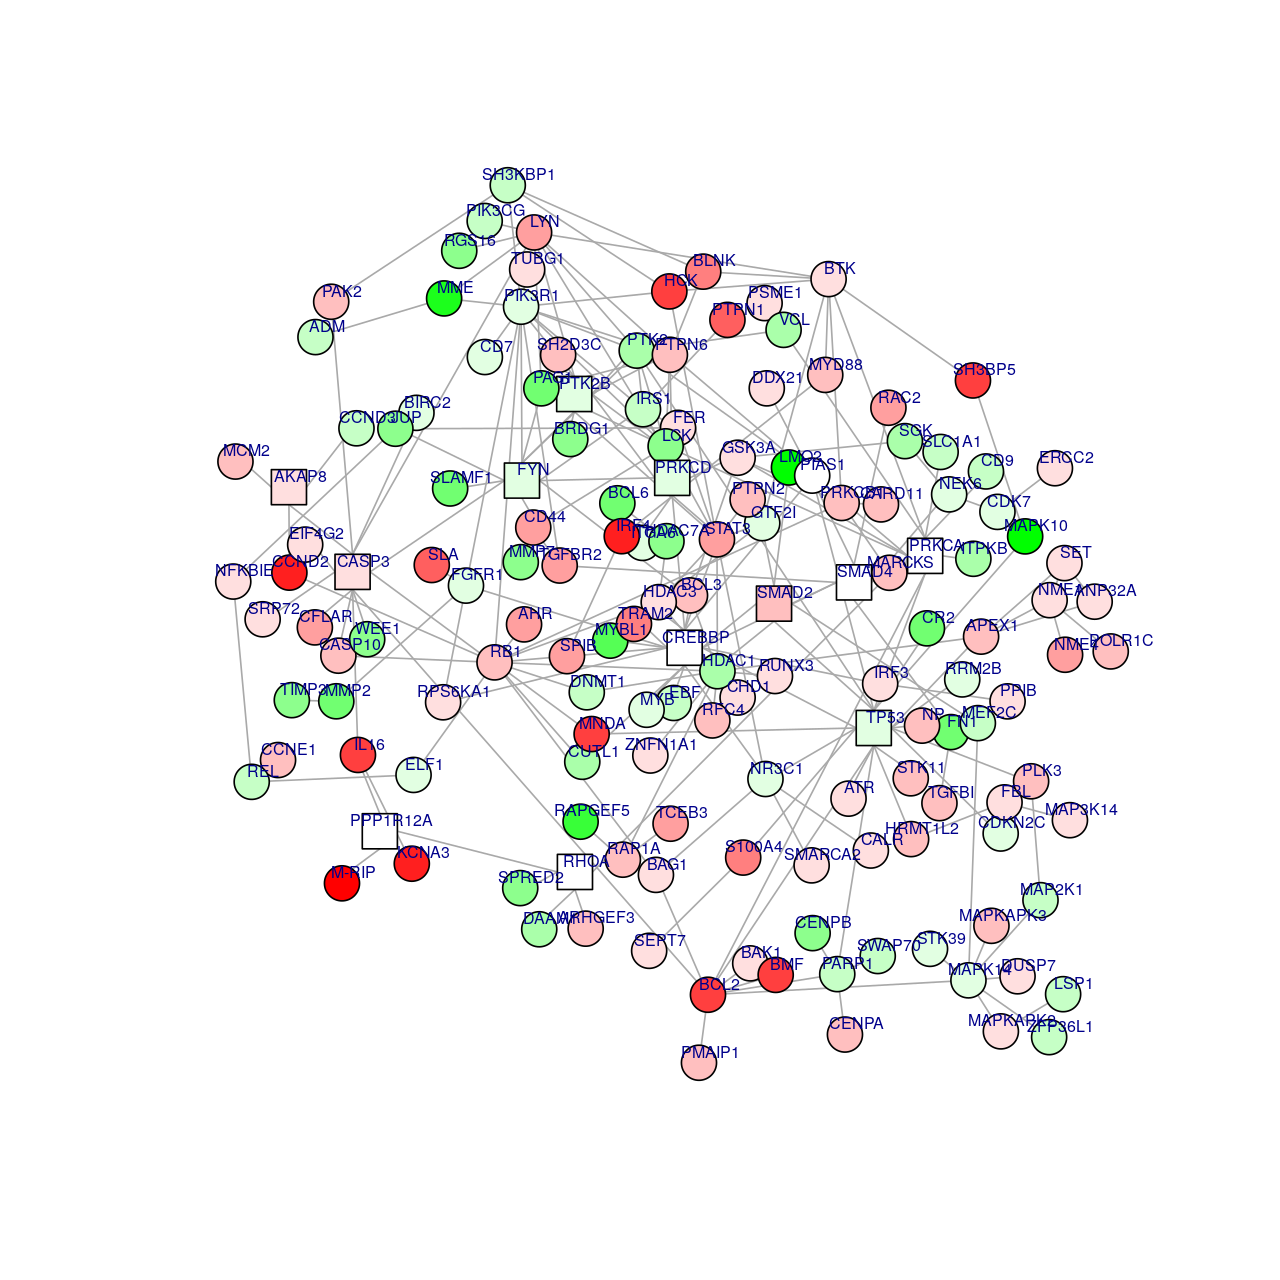 SH3KBP1
PIK3CG
LYN
RGS16
TUBG1
BLNK
BTK
HCK
MME
PIK3R1
PAK2
PSME1
PTPN1
VCL
ADM
CD7
SH2D3C
PTK2
PTPN6
MYD88
SH3BP5
DDX21
PAG1
PTK2B
IRS1
RAC2
BIRC2
CCND3
JUP
FER
BRDG1
LCK
SGK
SLC1A1
MCM2
GSK3A
LMO2
PIAS1
CD9
ERCC2
AKAP8
SLAMF1
FYN
PRKCD
PTPN2
PRKCB1
CARD11
NEK6
BCL6
CDK7
GTF2I
EIF4G2
CD44
IRF4
ITGA6
HDAC7A
STAT3
MAPK10
CASP3
SLA
MMP7
TGFBR2
PRKCA
ITPKB
SET
NFKBIE
CCND2
FGFR1
SMAD4
MARCKS
HDAC3
BCL3
SMAD2
NME1
ANP32A
SRP72
CFLAR
WEE1
AHR
TRAM2
CR2
APEX1
CASP10
RB1
SPIB
MYBL1
CREBBP
NME4
POLR1C
HDAC1
RUNX3
IRF3
RRM2B
TIMP3
MMP2
RPS6KA1
DNMT1
MYB
EBF
CHD1
PPIB
RFC4
TP53
NP
FN1
MEF2C
MNDA
CCNE1
IL16
CUTL1
ZNFN1A1
REL
ELF1
NR3C1
ATR
STK11
PLK3
TGFBI
FBL
MAP3K14
PPP1R12A
RAPGEF5
TCEB3
CDKN2C
KCNA3
RHOA
RAP1A
BAG1
S100A4
SMARCA2
CALR
HRMT1L2
M-RIP
SPRED2
MAP2K1
DAAM1
ARHGEF3
CENPB
MAPKAPK3
SEPT7
BAK1
BMF
PARP1
SWAP70
STK39
MAPK14
DUSP7
BCL2
LSP1
CENPA
MAPKAPK2
ZFP36L1
PMAIP1